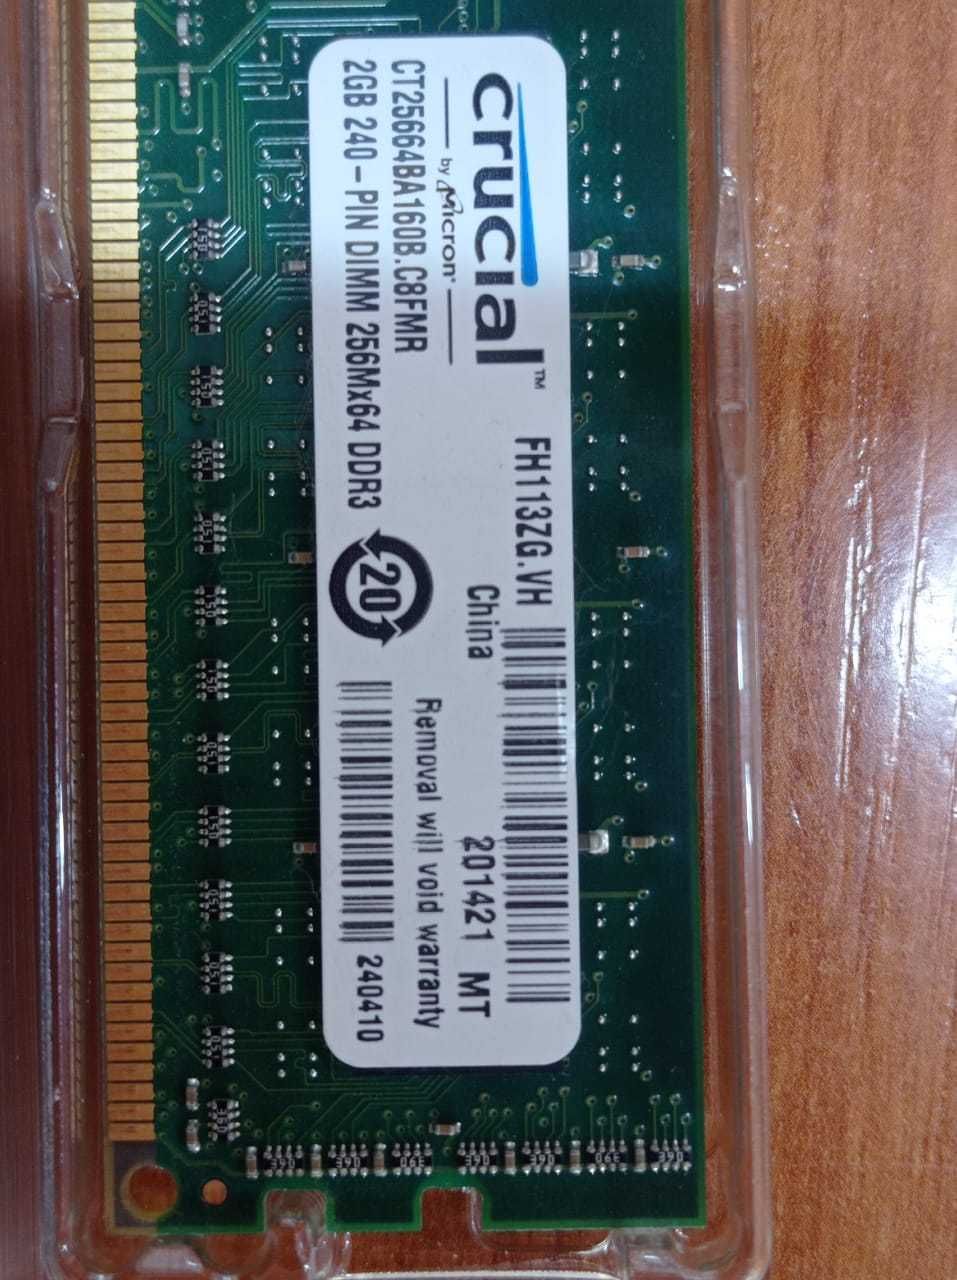 crucial™
by Micron®
CT25664BA160B.C8FMR
2GB 240-PIN DIMM 256Mx64 DDR3
FH113ZG.VH
China
20
201421 MT
Removal will void warranty
240410